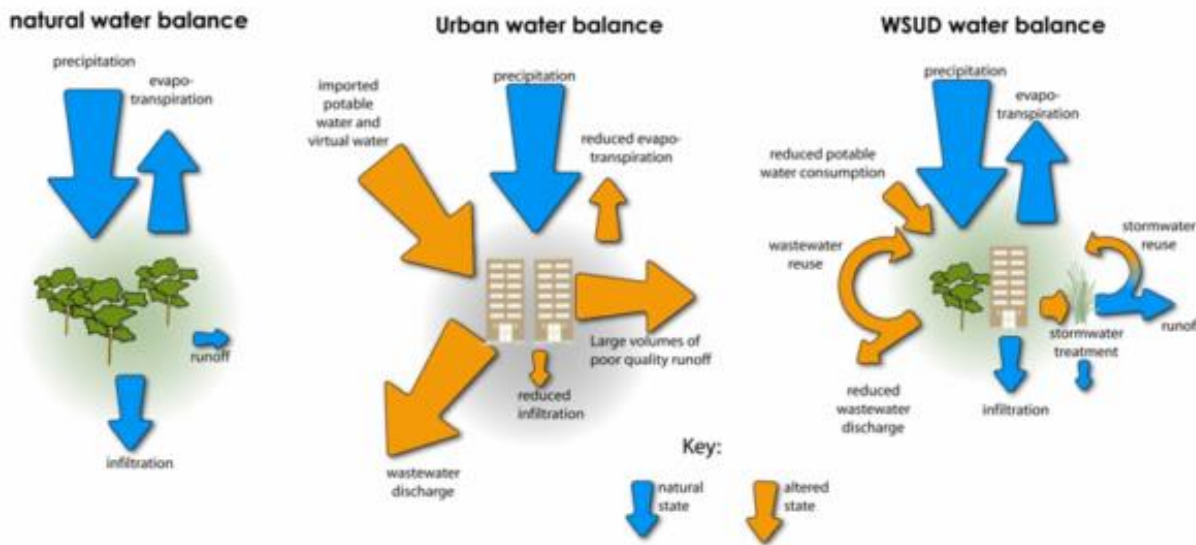 natural water balance
precipitation
evapo-
transpiration
runoff
infiltration
Urban water balance
imported
potable
water and
virtual water
precipitation
reduced evapo-
transpiration
Large volumes of
poor quality runoff
reduced
infiltration
wastewater
discharge
WSUD water balance
precipitation
evapo-
transpiration
reduced potable
water consumption
wastewater
reuse
stormwater
reuse
runoff
stormwater
treatment
infiltration
reduced
wastewater
discharge
Key:
natural
state
altered
state